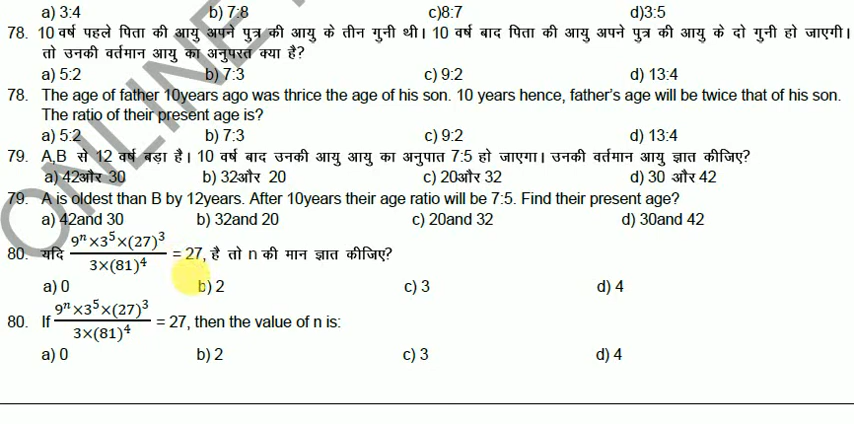 a) 3:4 b) 7:8 c)8:7 d)3:5
78. 10 वर्ष पहले पिता की आयु अपने पुत्र की आयु के तीन गुनी थी। 10 वर्ष बाद पिता की आयु अपने पुत्र की आयु के दो गुनी हो जाएगी।
तो उनकी वर्तमान आयु का अनुपात क्या है?
a) 5:2 b) 7:3 c) 9:2 d) 13:4
78. The age of father 10years ago was thrice the age of his son. 10 years hence, father's age will be twice that of his son.
The ratio of their present age is?
a) 5:2 b) 7:3 c) 9:2 d) 13:4
79. A,B से 12 वर्ष बड़ा है। 10 वर्ष बाद उनकी आयु आयु का अनुपात 7:5 हो जाएगा। उनकी वर्तमान आयु ज्ञात कीजिए?
a) 42और 30 b) 32और 20 c) 20और 32 d) 30 और 42
79. A is oldest than B by 12years. After 10years their age ratio will be 7:5. Find their present age?
a) 42and 30 b) 32and 20 c) 20and 32 d) 30and 42
80. यदि 9ⁿ×3⁵×(27)³ / 3×(81)⁴ = 27, है तो n की मान ज्ञात कीजिए?
a) 0 b) 2 c) 3 d) 4
80. If 9ⁿ×3⁵×(27)³ / 3×(81)⁴ = 27, then the value of n is:
a) 0 b) 2 c) 3 d) 4
ONLINE